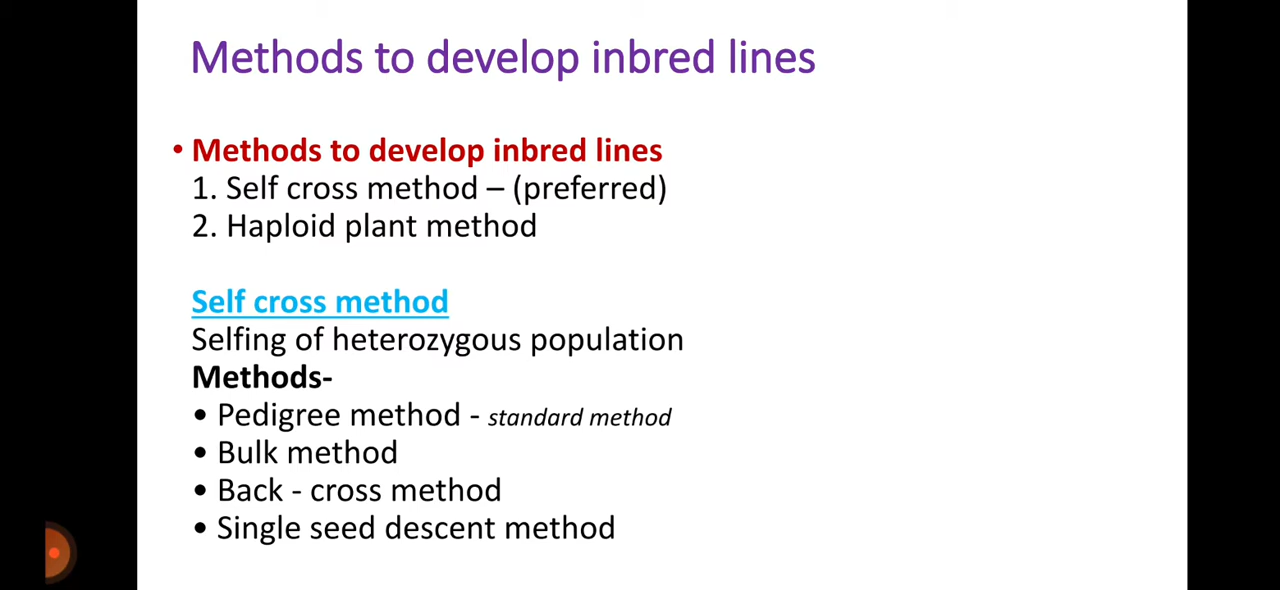 Methods to develop inbred lines
• Methods to develop inbred lines
1. Self cross method – (preferred)
2. Haploid plant method
Self cross method
Selfing of heterozygous population
Methods-
• Pedigree method - standard method
• Bulk method
• Back - cross method
• Single seed descent method